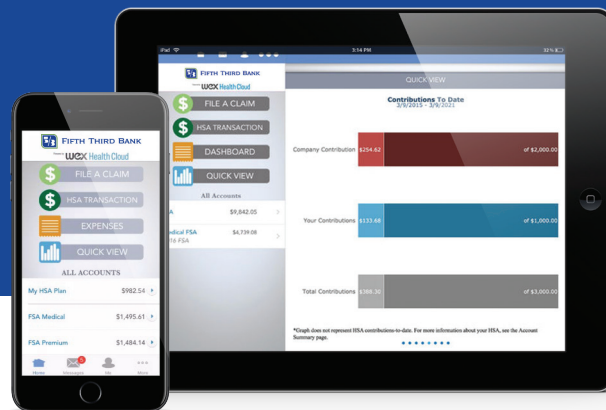 FIFTH THIRD BANK
WEX Health Cloud
FILE A CLAIM
HSA TRANSACTION
EXPENSES
QUICK VIEW
ALL ACCOUNTS
My HSA Plan $982.54
FSA Medical $1,495.61
FSA Premium $1,484.14
5
Home Messages Me More
iPad 3:14 PM 32%
FIFTH THIRD BANK
WEX Health Cloud
FILE A CLAIM
HSA TRANSACTION
DASHBOARD
QUICK VIEW
All Accounts
A $9,842.05
dical FSA $4,739.08
16 FSA
QUICK VIEW
Contributions To Date
3/9/2015 - 3/9/2021
Company Contribution $254.62 of $2,000.00
Your Contributions $133.68 of $1,000.00
Total Contributions $388.30 of $3,000.00
*Graph does not represent HSA contributions-to-date. For more information about your HSA, see the Account
Summary page.